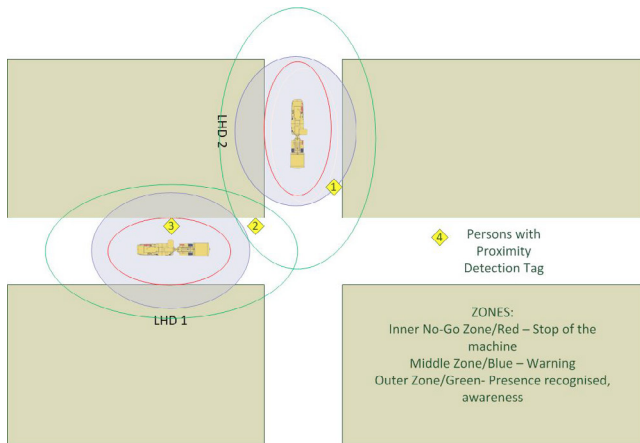 LHD 2
1
3
2
4
Persons with
Proximity
Detection Tag
LHD 1
ZONES:
Inner No-Go Zone/Red – Stop of the
machine
Middle Zone/Blue – Warning
Outer Zone/Green- Presence recognised,
awareness